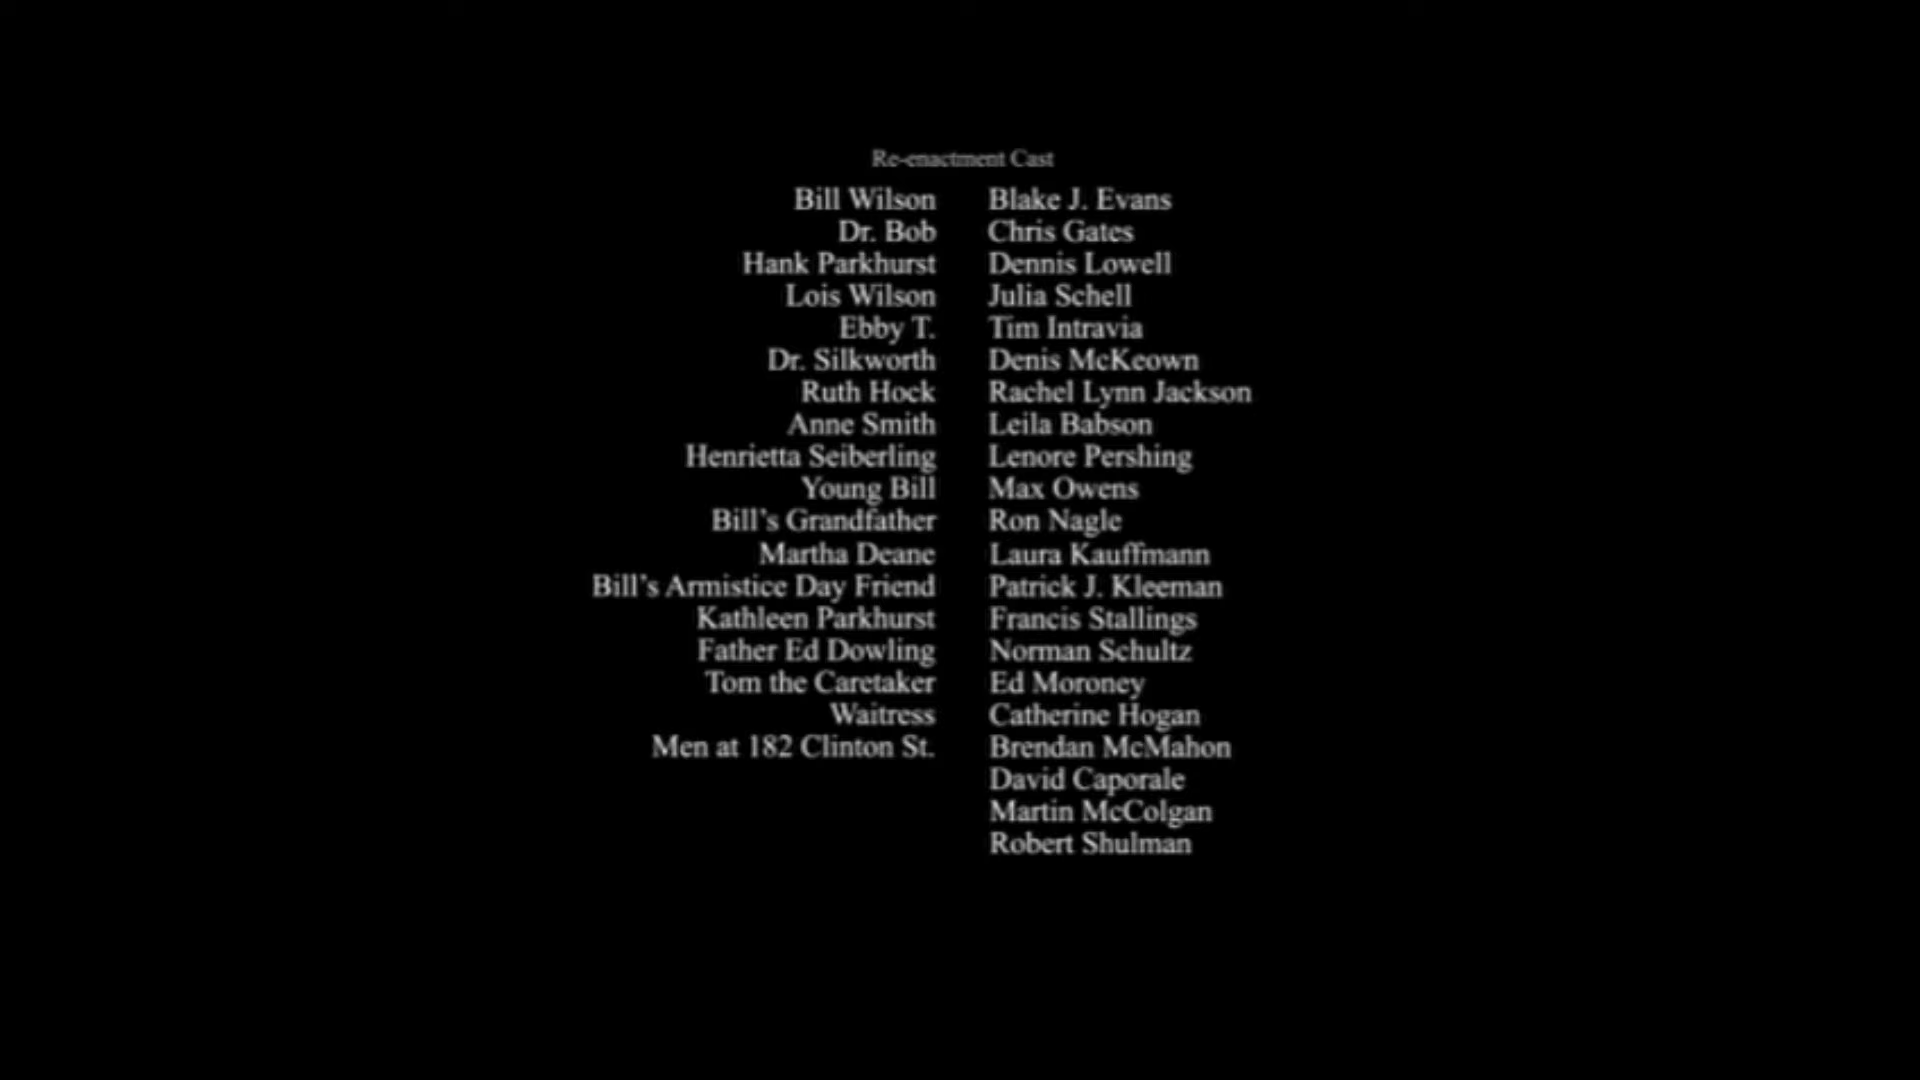 Re-enactment Cast
Bill Wilson Blake J. Evans
Dr. Bob Chris Gates
Hank Parkhurst Dennis Lowell
Lois Wilson Julia Schell
Ebby T. Tim Intravia
Dr. Silkworth Denis McKeown
Ruth Hock Rachel Lynn Jackson
Anne Smith Leila Babson
Henrietta Seiberling Lenore Pershing
Young Bill Max Owens
Bill's Grandfather Ron Nagle
Martha Deane Laura Kauffmann
Bill's Armistice Day Friend Patrick J. Kleeman
Kathleen Parkhurst Francis Stallings
Father Ed Dowling Norman Schultz
Tom the Caretaker Ed Moroney
Waitress Catherine Hogan
Men at 182 Clinton St. Brendan McMahon
David Caporale
Martin McColgan
Robert Shulman